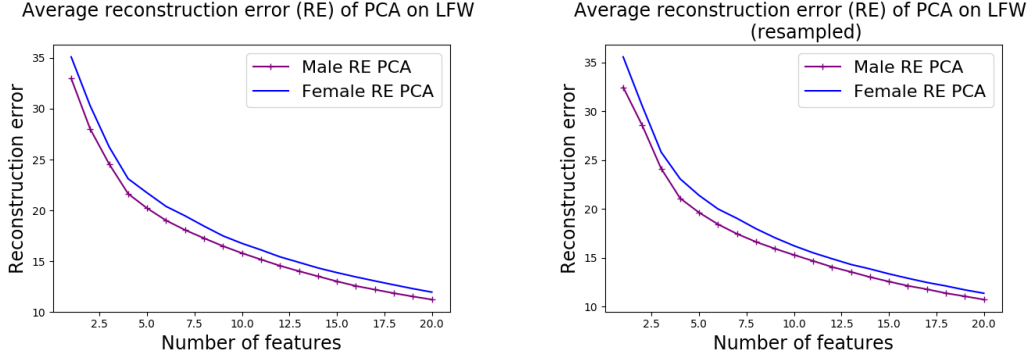 Average reconstruction error (RE) of PCA on LFW
Male RE PCA
Female RE PCA
Reconstruction error
35
30
25
20
15
10
2.5 5.0 7.5 10.0 12.5 15.0 17.5 20.0
Number of features
Average reconstruction error (RE) of PCA on LFW
(resampled)
Male RE PCA
Female RE PCA
Reconstruction error
35
30
25
20
15
10
2.5 5.0 7.5 10.0 12.5 15.0 17.5 20.0
Number of features